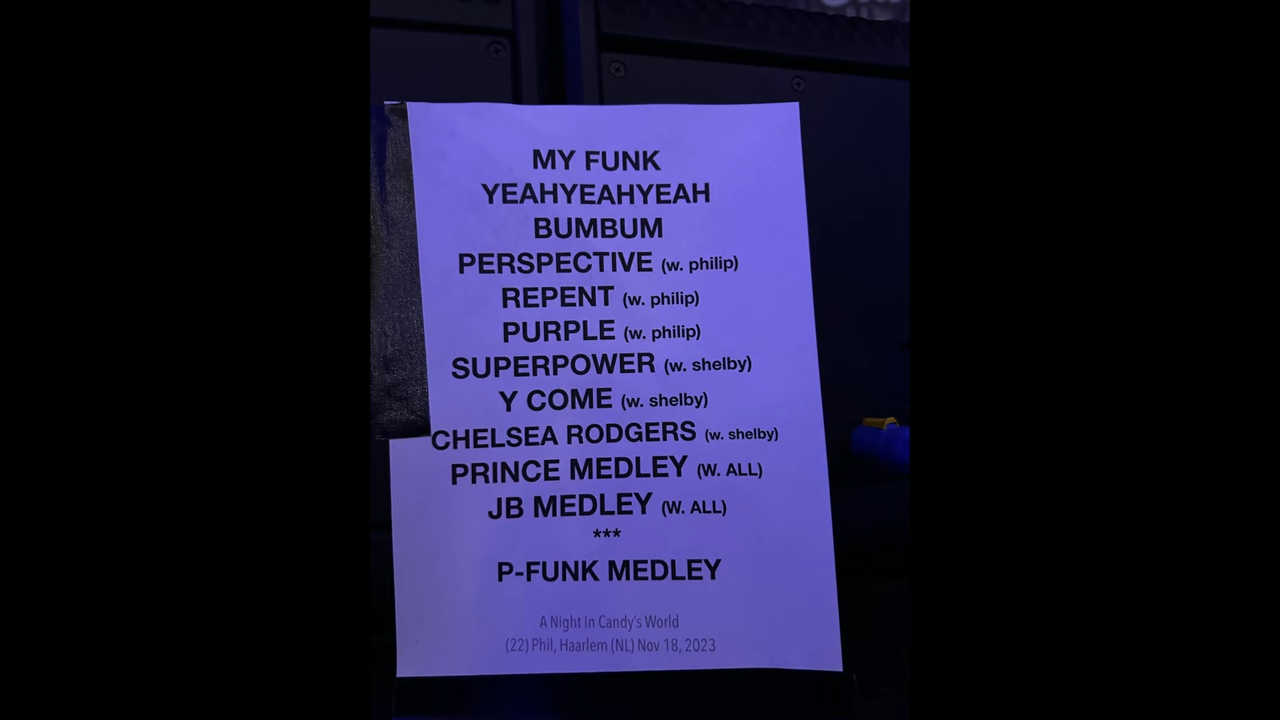 MY FUNK
YEAHYEAHYEAH
BUMBUM
PERSPECTIVE (w. philip)
REPENT (w. philip)
PURPLE (w. philip)
SUPERPOWER (w. shelby)
Y COME (w. shelby)
CHELSEA RODGERS (w. shelby)
PRINCE MEDLEY (W. ALL)
JB MEDLEY (W. ALL)
***
P-FUNK MEDLEY
A Night In Candy's World
(22) Phil, Haarlem (NL) Nov 18, 2023